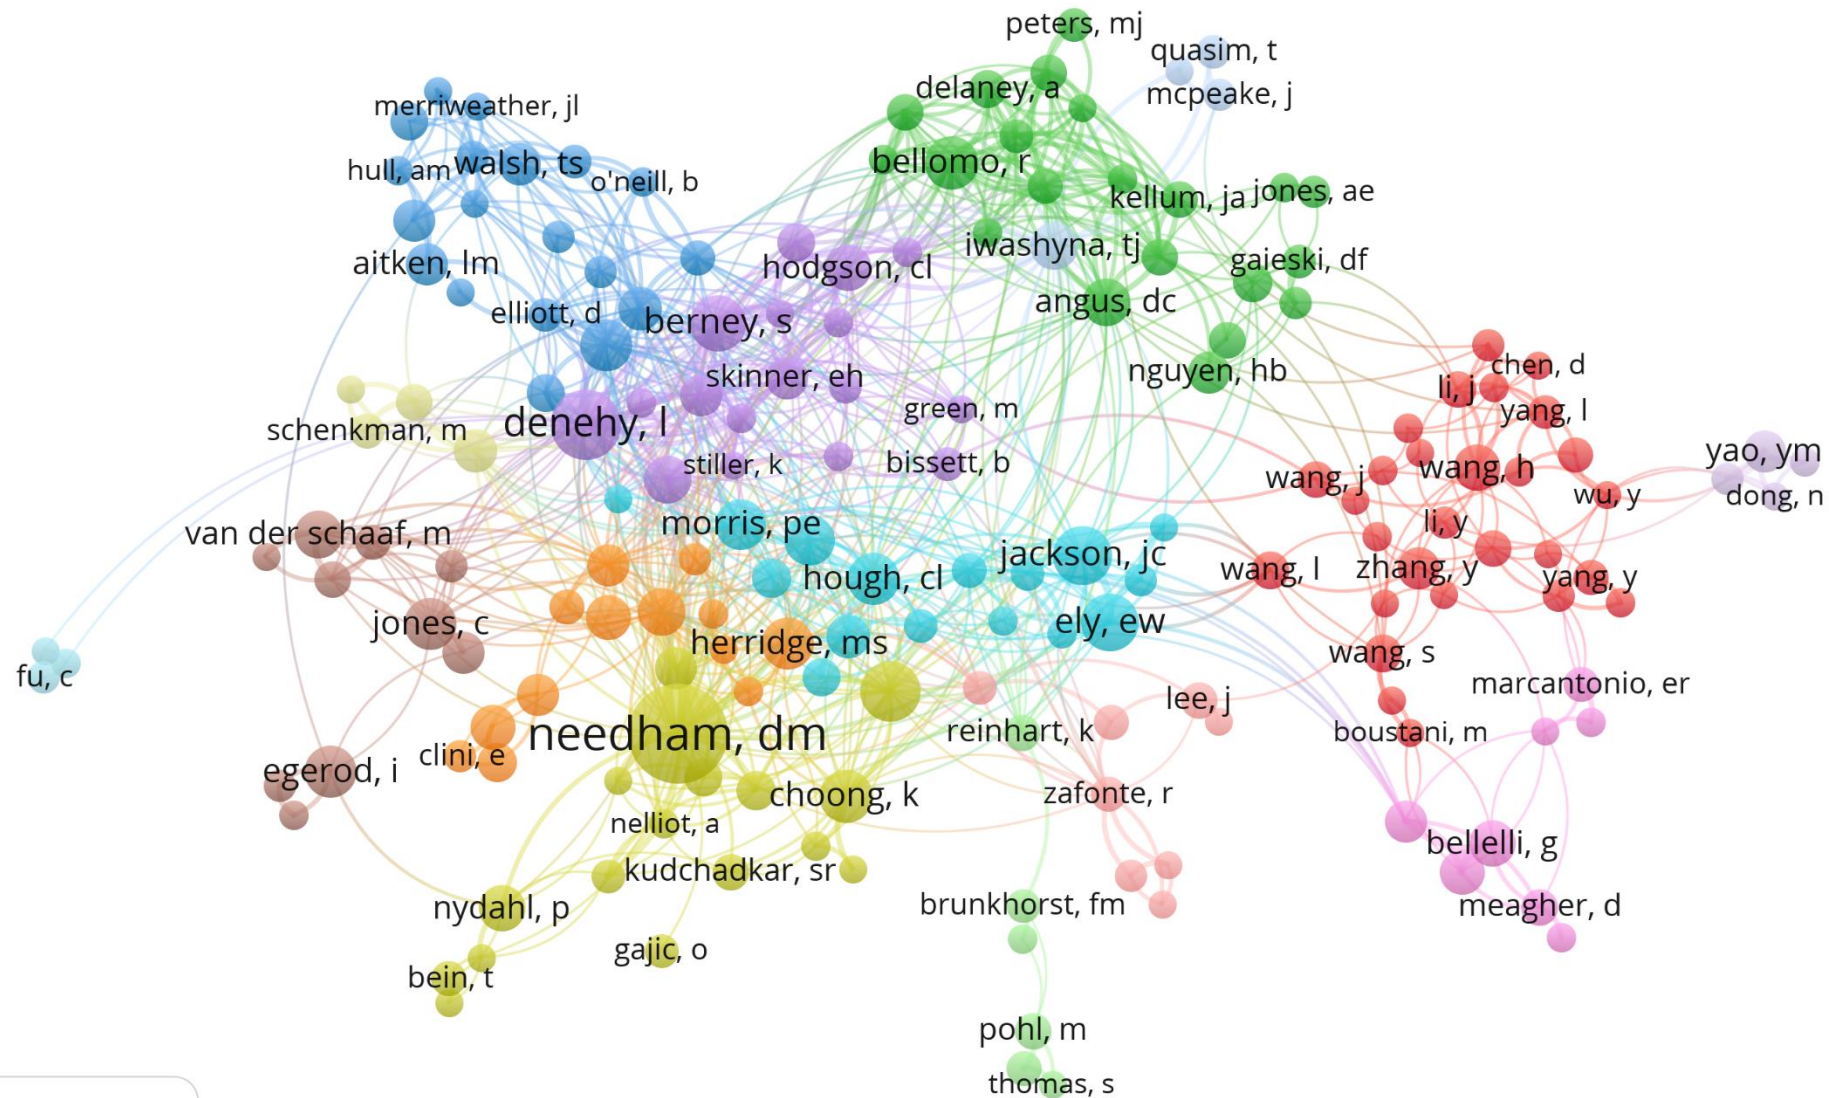 peters, mj
quasim, t
delaney, a
mcpeake, j
merriweather, jl
hull, am
walsh, ts
o'neill, b
bellomo, r
kellum, ja
jones, ae
aitken, lm
hodgson, cl
iwashyna, tj
gaieski, df
elliott, d
berney, s
angus, dc
skinner, eh
nguyen, hb
chen, d
li, j
yang, l
schenkman, m
denehy, l
green, m
stiller, k
bissett, b
wang, j
wang, h
wu, y
yao, ym
dong, n
van der schaaf, m
morris, pe
li, y
hough, cl
jackson, jc
wang, l
zhang, y
yang, y
jones, c
herridge, ms
ely, ew
wang, s
fu, c
marcantonio, er
needham, dm
lee, j
reinhart, k
boustani, m
egerod, i
clini, e
choong, k
zafonte, r
nelliot, a
bellelli, g
kudchadkar, sr
nydahl, p
brunkhorst, fm
meagher, d
gajic, o
bein, t
pohl, m
thomas, s